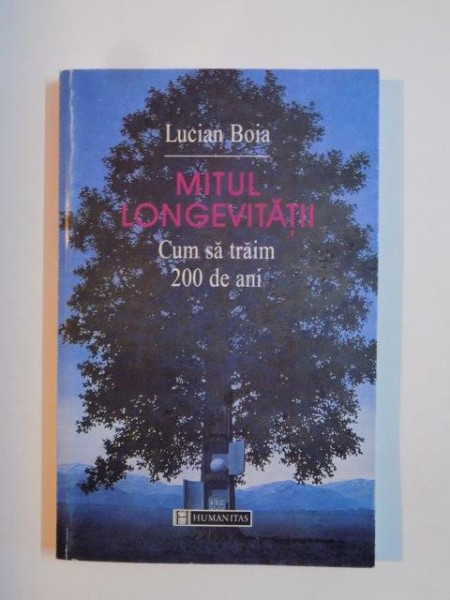 Lucian Boia
MITUL
LONGEVITĂȚII
Cum să trăim
200 de ani
HUMANITAS